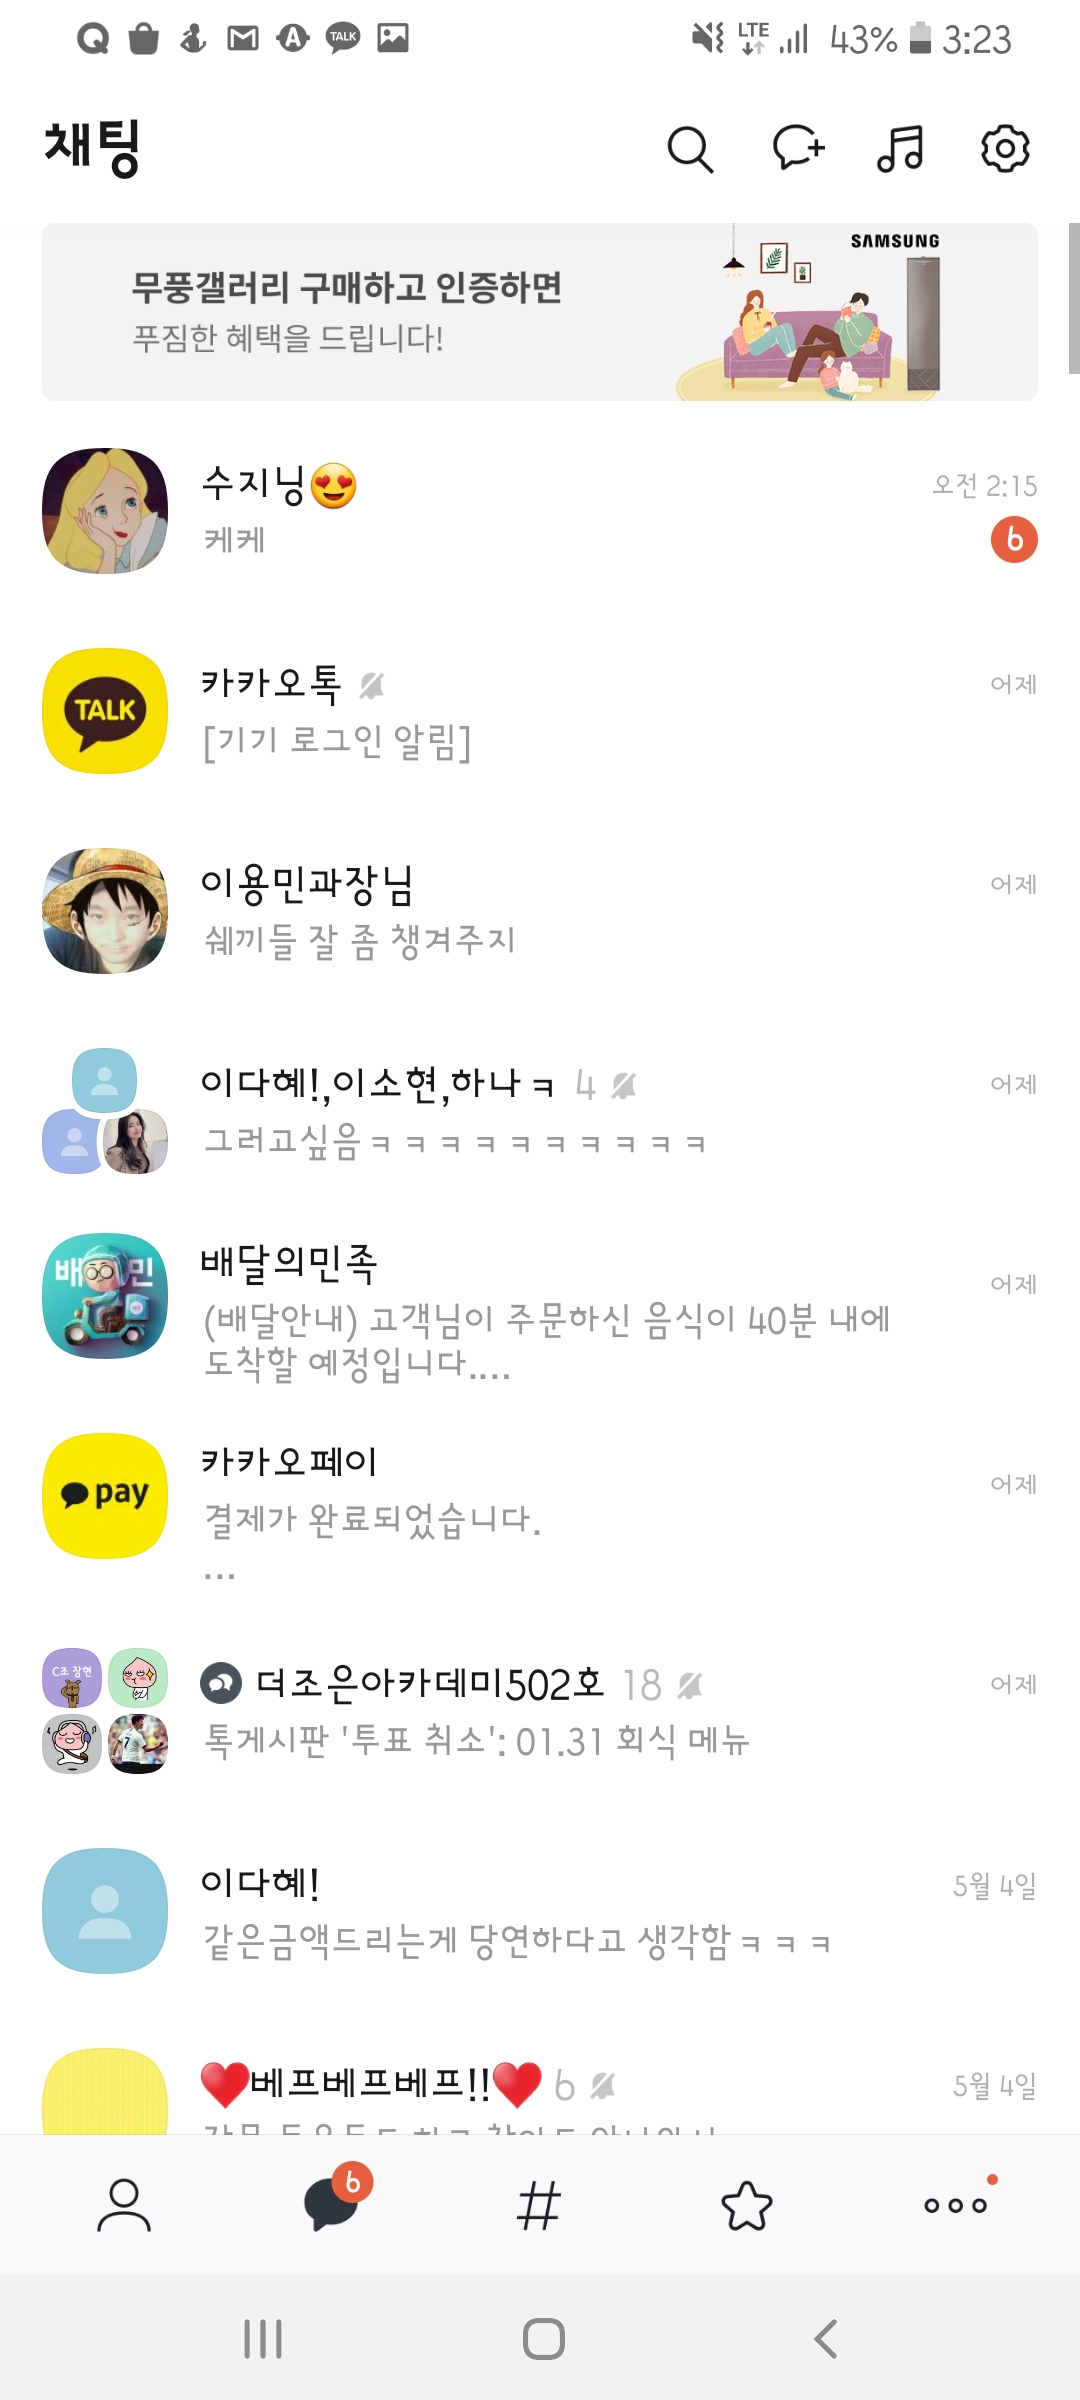 TALK
LTE
43%
3:23
채팅
무풍갤러리 구매하고 인증하면
푸짐한 혜택을 드립니다!
SAMSUNG
수지닝😍
오전 2:15
케케
6
TALK
카카오톡
어제
[기기 로그인 알림]
이용민과장님
어제
쉐끼들 잘 좀 챙겨주지
이다혜!,이소현,하나ㅋ 4
어제
그러고싶음ㅋㅋㅋㅋㅋㅋㅋㅋㅋㅋ
배민
배달의민족
어제
(배달안내) 고객님이 주문하신 음식이 40분 내에
도착할 예정입니다....
pay
카카오페이
어제
결제가 완료되었습니다.
...
C조 장현
더조은아카데미502호 18
어제
톡게시판 '투표 취소': 01.31 회식 메뉴
이다혜!
5월 4일
같은금액드리는게 당연하다고 생각함ㅋㅋㅋ
❤️베프베프베프!!❤️ 6
5월 4일
6